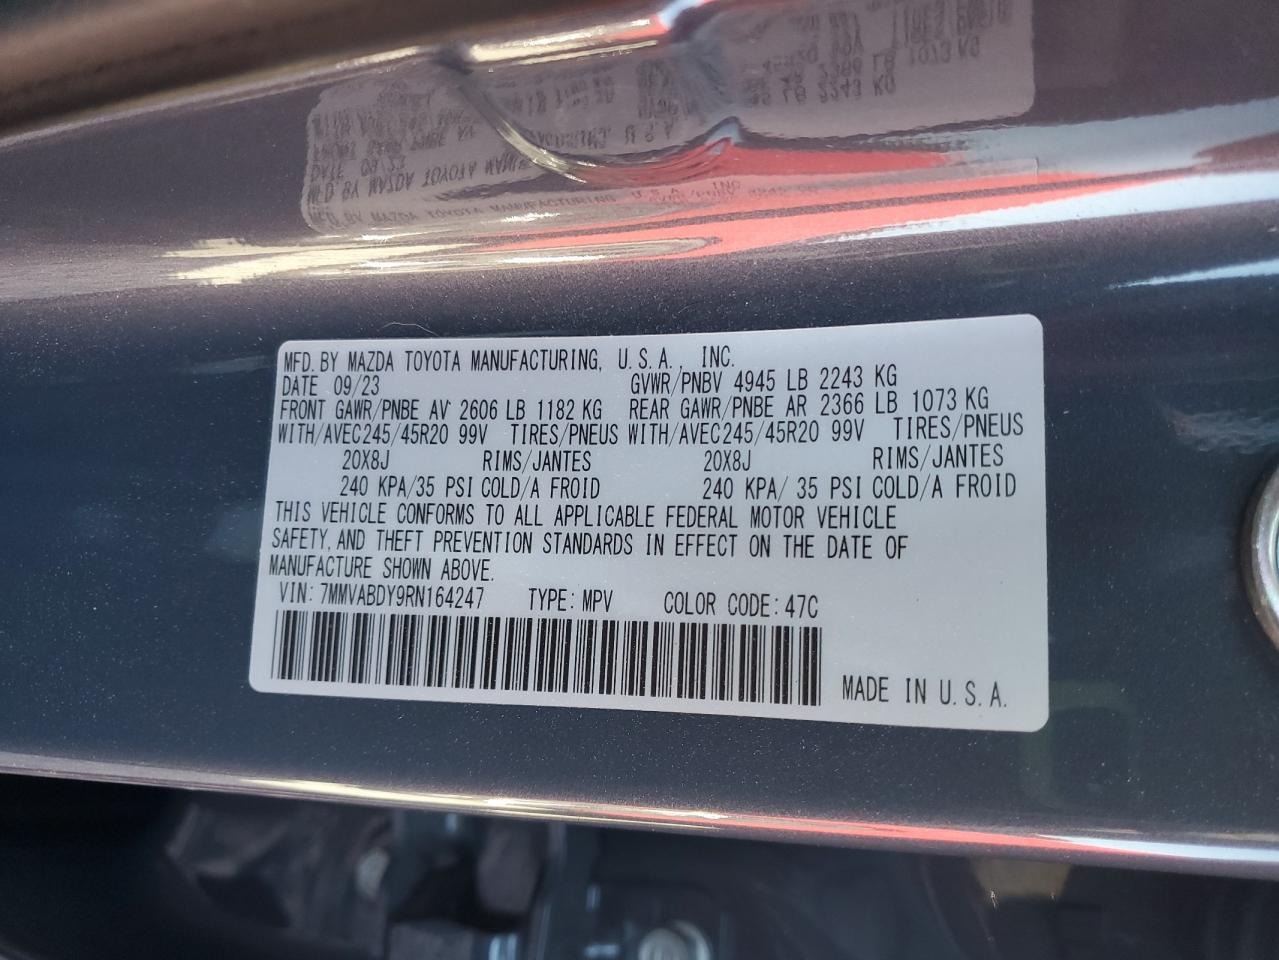 MFD. BY MAZDA TOYOTA MANUFACTURING, U.S.A., INC.
DATE 09/23 GVWR/PNBV 4945 LB 2243 KG
FRONT GAWR/PNBE AV 2606 LB 1182 KG REAR GAWR/PNBE AR 2366 LB 1073 KG
WITH/AVEC245/45R20 99V TIRES/PNEUS WITH/AVEC245/45R20 99V TIRES/PNEUS
20X8J RIMS/JANTES 20X8J RIMS/JANTES
240 KPA/35 PSI COLD/A FROID 240 KPA/ 35 PSI COLD/A FROID
THIS VEHICLE CONFORMS TO ALL APPLICABLE FEDERAL MOTOR VEHICLE
SAFETY, AND THEFT PREVENTION STANDARDS IN EFFECT ON THE DATE OF
MANUFACTURE SHOWN ABOVE.
VIN: 7MMVABDY9RN164247 TYPE: MPV COLOR CODE: 47C
MADE IN U.S.A.